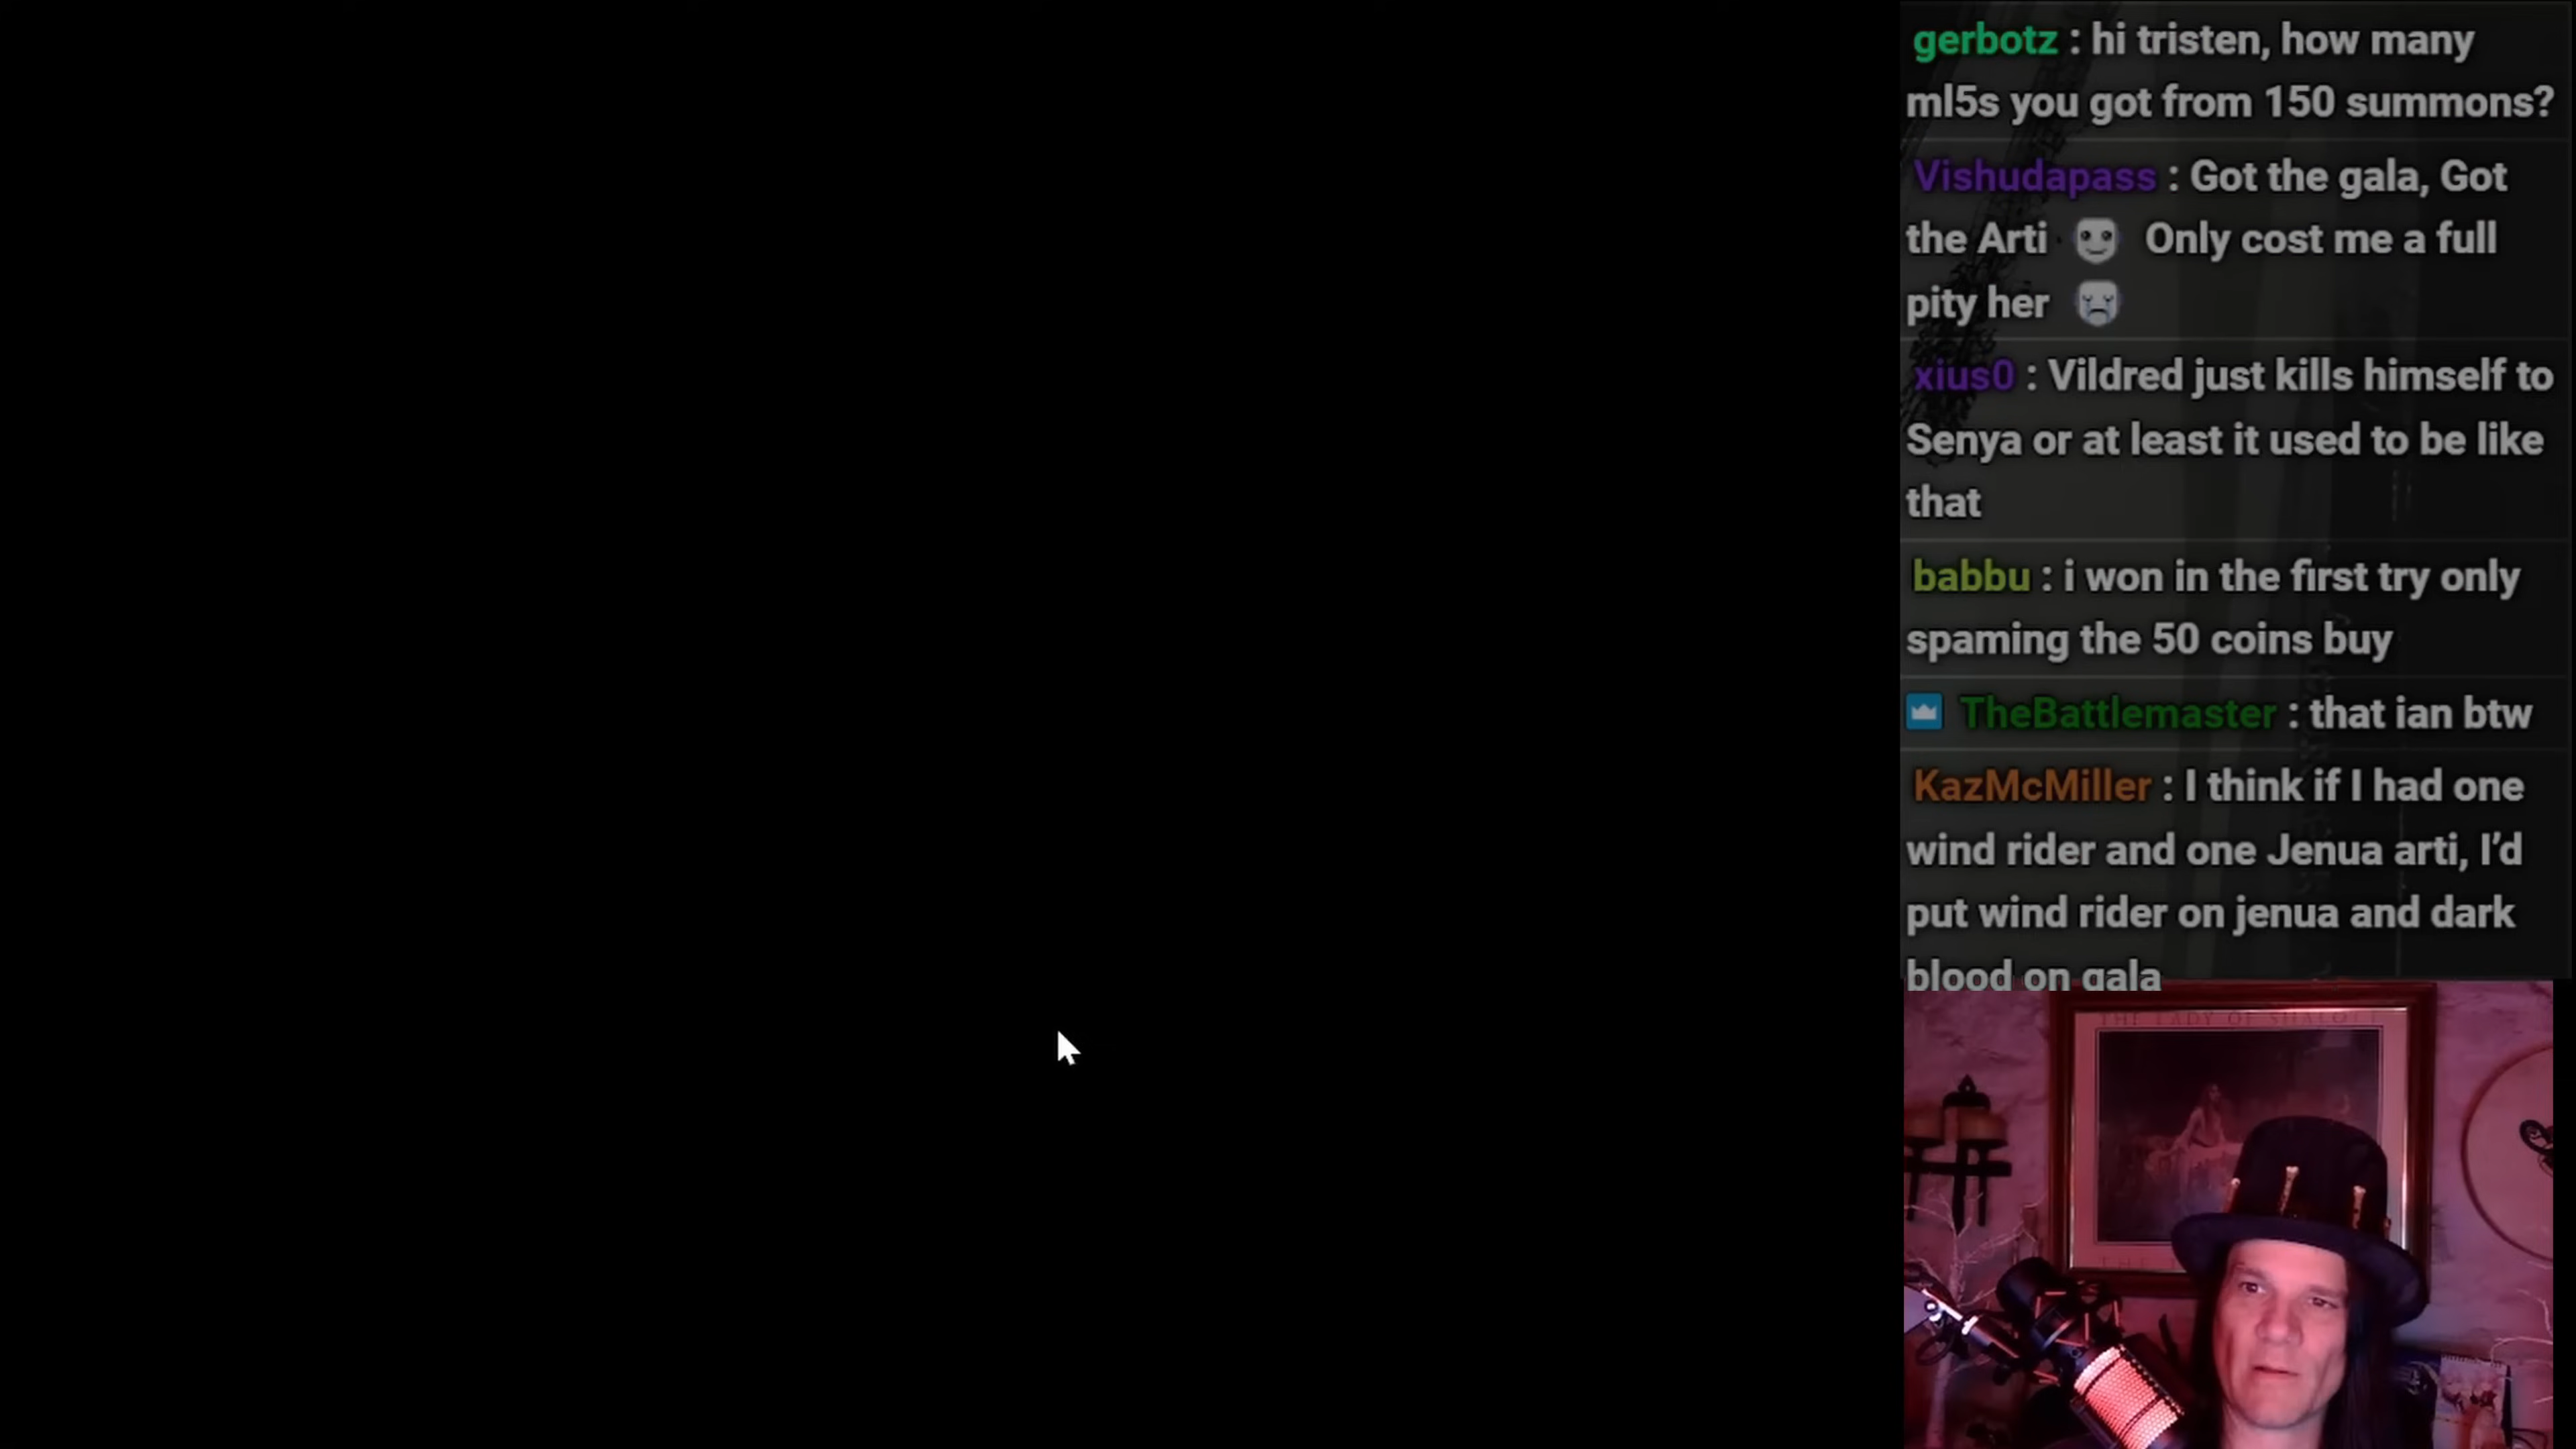 gerbotz : hi tristen, how many
ml5s you got from 150 summons?
Vishudapass : Got the gala, Got
the Arti Only cost me a full
pity her
xius0 : Vildred just kills himself to
Senya or at least it used to be like
that
babbu : i won in the first try only
spaming the 50 coins buy
TheBattlemaster : that ian btw
KazMcMiller : I think if I had one
wind rider and one Jenua arti, I’d
put wind rider on jenua and dark
blood on gala
THE LADY OF SHALOTT